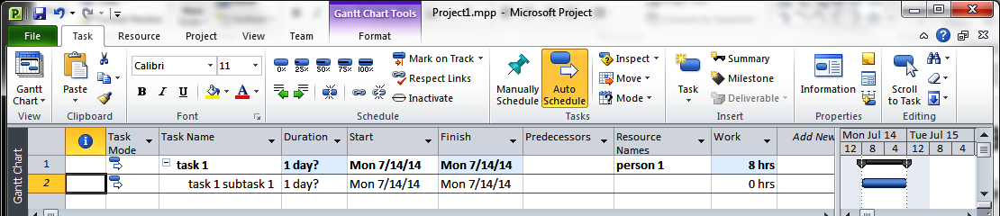 Gantt Chart Tools Project1.mpp - Microsoft Project
File Task Resource Project View Team Format
Calibri 11
0% 25% 50% 75% 100%
Mark on Track
Respect Links
Inactivate
B I U A
Gantt Chart
Paste
Manually Schedule
Auto Schedule
Inspect
Move
Mode
Task
Summary
Milestone
Deliverable
Information
Scroll to Task
View Clipboard Font Schedule Tasks Insert Properties Editing
Gantt Chart
Task Mode Task Name Duration Start Finish Predecessors Resource Names Work Add New
Mon Jul 14 Tue Jul 15
12 8 4 12 8 4
1 task 1 1 day? Mon 7/14/14 Mon 7/14/14 person 1 8 hrs
2 task 1 subtask 1 1 day? Mon 7/14/14 Mon 7/14/14 0 hrs